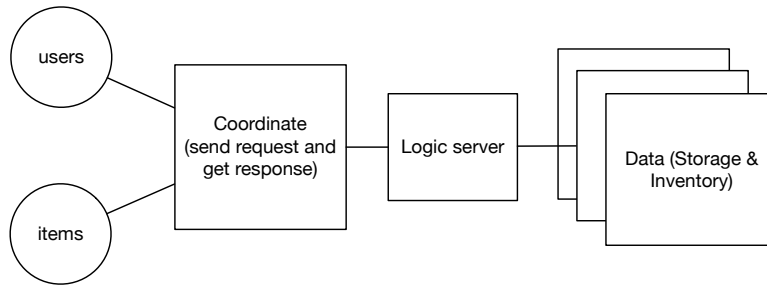 users
Coordinate
(send request and
get response)
Logic server
Data (Storage &
Inventory)
items